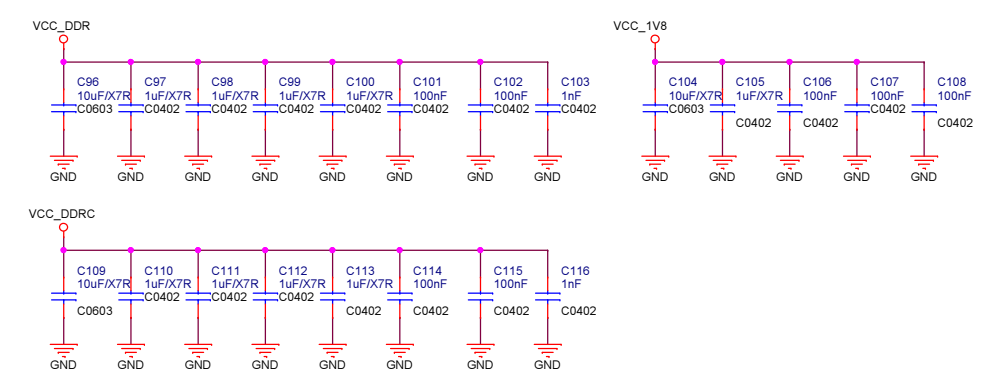 VCC_DDR
C96 C97 C98 C99 C100 C101 C102 C103
10uF/X7R 1uF/X7R 1uF/X7R 1uF/X7R 1uF/X7R 100nF 100nF 1nF
C0603 C0402 C0402 C0402 C0402 C0402 C0402 C0402
GND GND GND GND GND GND GND GND
VCC_1V8
C104 C105 C106 C107 C108
10uF/X7R 1uF/X7R 100nF 100nF 100nF
C0603 C0402 C0402 C0402 C0402
GND GND GND GND GND
VCC_DDRC
C109 C110 C111 C112 C113 C114 C115 C116
10uF/X7R 1uF/X7R 1uF/X7R 1uF/X7R 1uF/X7R 100nF 100nF 1nF
C0603 C0402 C0402 C0402 C0402 C0402 C0402 C0402
GND GND GND GND GND GND GND GND